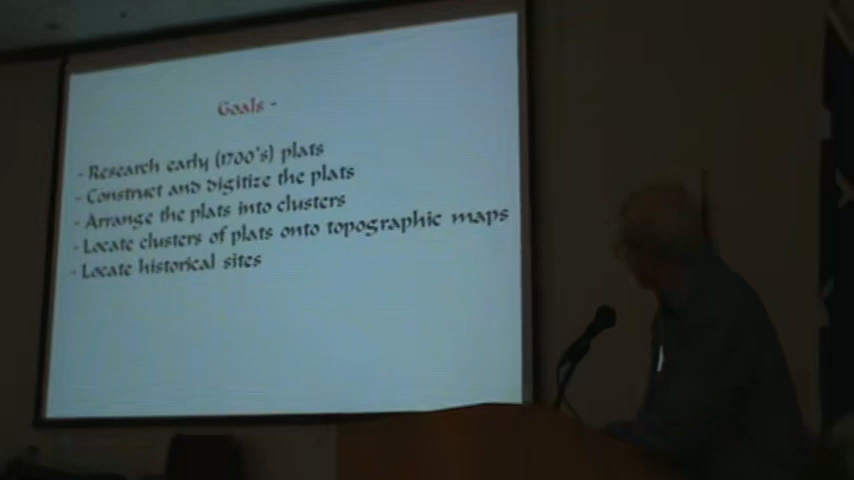 Goals -
- Research early (1700's) plats
- Construct and digitize the plats
- Arrange the plats into clusters
- Locate clusters of plats onto topographic maps
- Locate historical sites